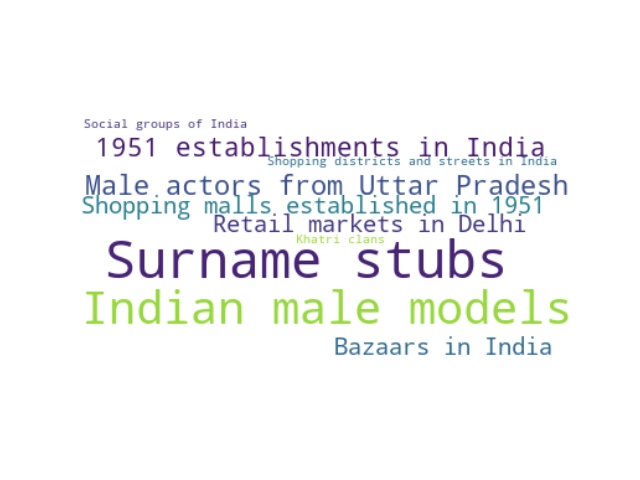 Social groups of India
1951 establishments in India
Shopping districts and streets in India
Male actors from Uttar Pradesh
Shopping malls established in 1951
Retail markets in Delhi
Khatri clans
Surname stubs
Indian male models
Bazaars in India